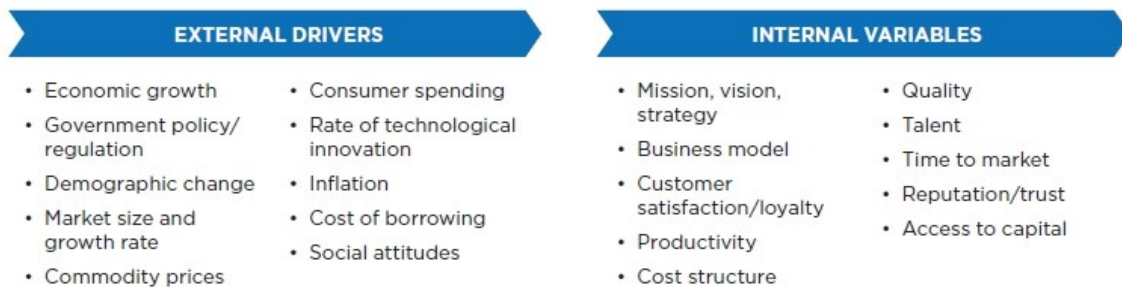 EXTERNAL DRIVERS
• Economic growth
• Government policy/
regulation
• Demographic change
• Market size and
growth rate
• Commodity prices
• Consumer spending
• Rate of technological
innovation
• Inflation
• Cost of borrowing
• Social attitudes
INTERNAL VARIABLES
• Mission, vision,
strategy
• Business model
• Customer
satisfaction/loyalty
• Productivity
• Cost structure
• Quality
• Talent
• Time to market
• Reputation/trust
• Access to capital